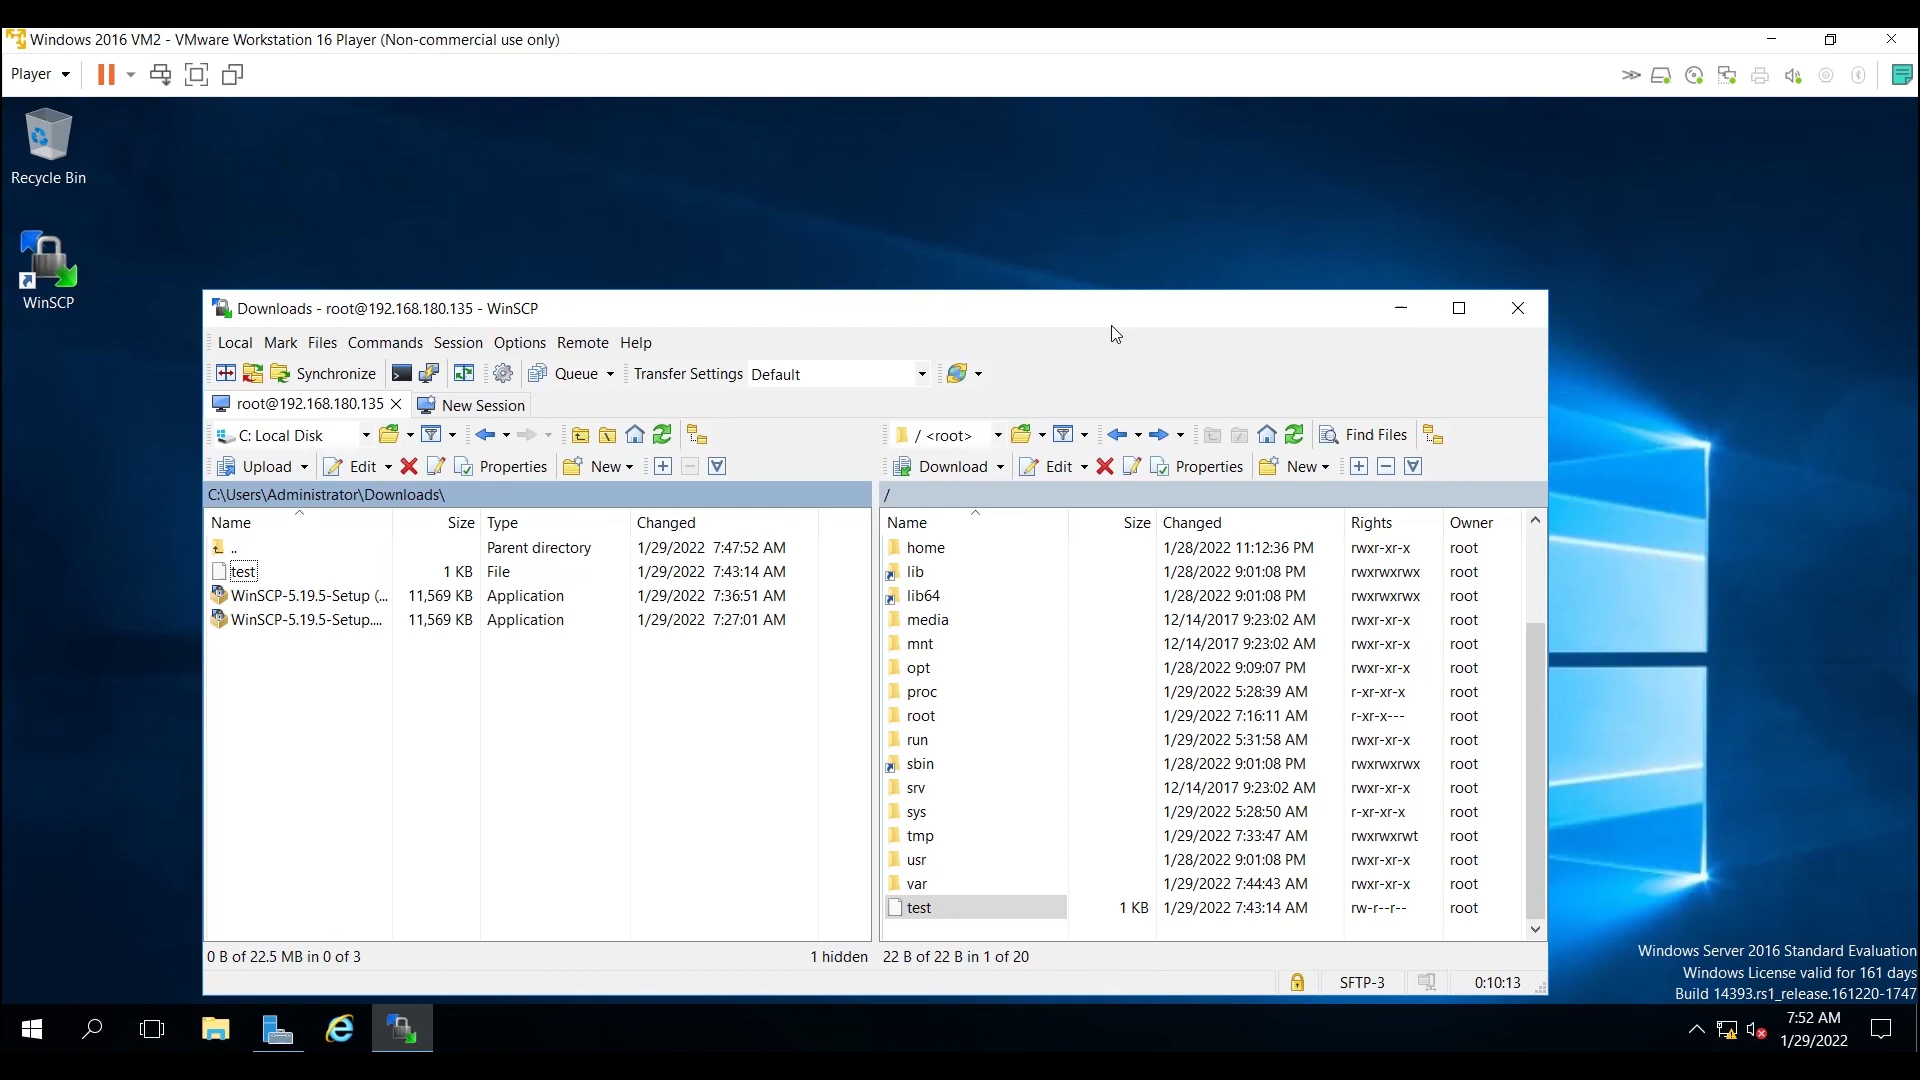 Windows 2016 VM2 - VMware Workstation 16 Player (Non-commercial use only)
Player
Recycle Bin
WinSCP
Downloads - root@192.168.180.135 - WinSCP
Local Mark Files Commands Session Options Remote Help
Synchronize Queue Transfer Settings Default
root@192.168.180.135 New Session
C: Local Disk / <root> Find Files
Upload Edit Properties New Download Edit Properties New
C:\Users\Administrator\Downloads\ /
Name Size Type Changed Name Size Changed Rights Owner
.. Parent directory 1/29/2022 7:47:52 AM home 1/28/2022 11:12:36 PM rwxr-xr-x root
test 1 KB File 1/29/2022 7:43:14 AM lib 1/28/2022 9:01:08 PM rwxrwxrwx root
WinSCP-5.19.5-Setup (... 11,569 KB Application 1/29/2022 7:36:51 AM lib64 1/28/2022 9:01:08 PM rwxrwxrwx root
WinSCP-5.19.5-Setup.... 11,569 KB Application 1/29/2022 7:27:01 AM media 12/14/2017 9:23:02 AM rwxr-xr-x root
mnt 12/14/2017 9:23:02 AM rwxr-xr-x root
opt 1/28/2022 9:09:07 PM rwxr-xr-x root
proc 1/29/2022 5:28:39 AM r-xr-xr-x root
root 1/29/2022 7:16:11 AM r-xr-x--- root
run 1/29/2022 5:31:58 AM rwxr-xr-x root
sbin 1/28/2022 9:01:08 PM rwxrwxrwx root
srv 12/14/2017 9:23:02 AM rwxr-xr-x root
sys 1/29/2022 5:28:50 AM r-xr-xr-x root
tmp 1/29/2022 7:33:47 AM rwxrwxrwt root
usr 1/28/2022 9:01:08 PM rwxr-xr-x root
var 1/29/2022 7:44:43 AM rwxr-xr-x root
test 1 KB 1/29/2022 7:43:14 AM rw-r--r-- root
0 B of 22.5 MB in 0 of 3 1 hidden 22 B of 22 B in 1 of 20
SFTP-3 0:10:13
Windows Server 2016 Standard Evaluation
Windows License valid for 161 days
Build 14393.rs1_release.161220-1747
7:52 AM
1/29/2022